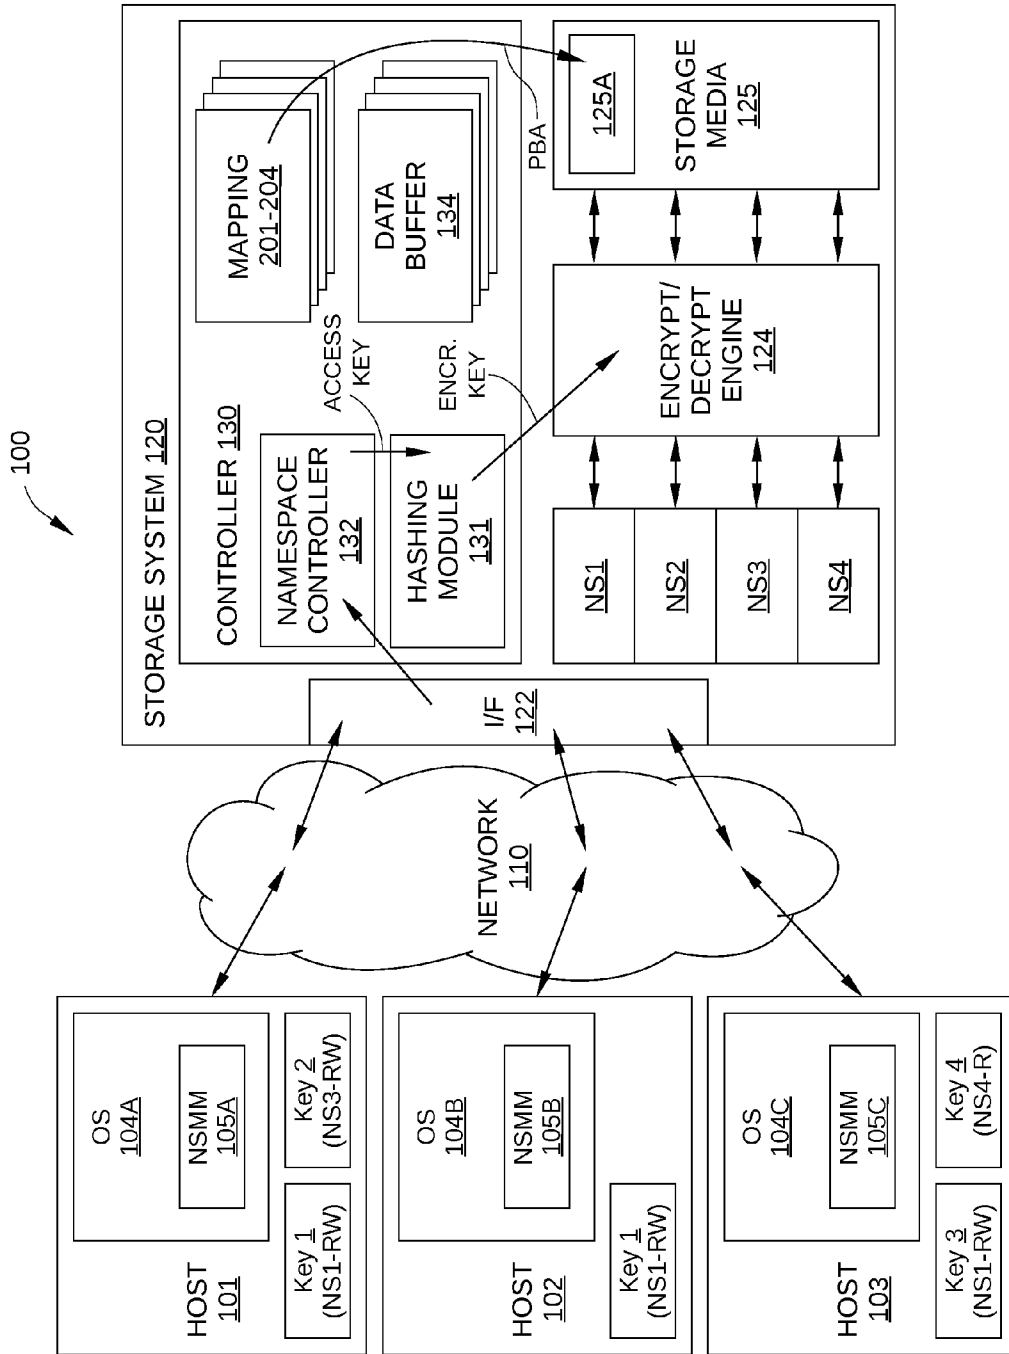 100
HOST
101
OS
104A
NSMM
105A
Key 1
(NS1-RW)
Key 2
(NS3-RW)
HOST
102
OS
104B
NSMM
105B
Key 1
(NS1-RW)
HOST
103
OS
104C
NSMM
105C
Key 3
(NS1-RW)
Key 4
(NS4-R)
NETWORK
110
STORAGE SYSTEM 120
I/F
122
CONTROLLER 130
NAMESPACE
CONTROLLER
132
ACCESS
KEY
HASHING
MODULE
131
ENCR.
KEY
MAPPING
201-204
DATA
BUFFER
134
PBA
NS1
NS2
NS3
NS4
ENCRYPT/
DECRYPT
ENGINE
124
125A
STORAGE
MEDIA
125